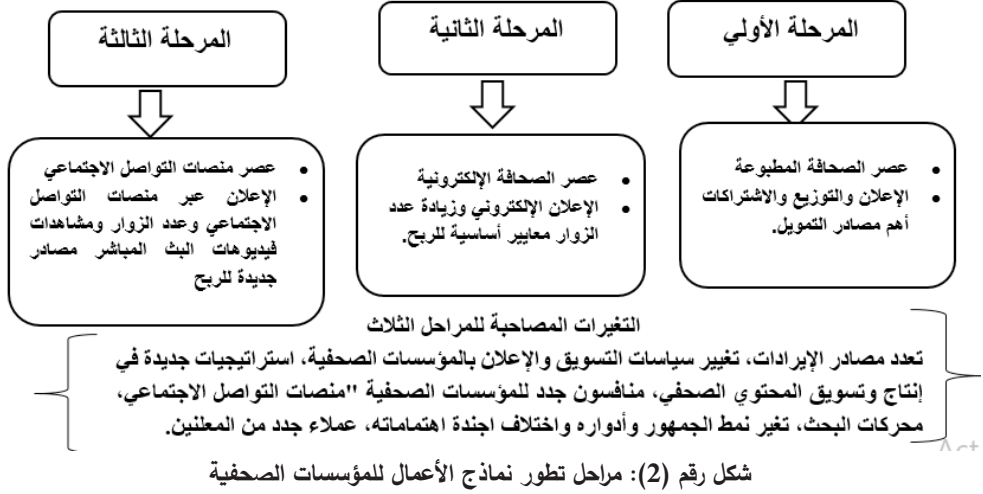 المرحلة الأولي
المرحلة الثانية
المرحلة الثالثة
• عصر الصحافة المطبوعة
• الإعلان والتوزيع والاشتراكات
أهم مصادر التمويل.
• عصر الصحافة الإلكترونية
• الإعلان الإلكتروني وزيادة عدد
الزوار معايير أساسية للربح.
• عصر منصات التواصل الاجتماعي
• الإعلان عبر منصات التواصل
الاجتماعي وعدد الزوار ومشاهدات
فيديوهات البث المباشر مصادر
جديدة للربح
التغيرات المصاحبة للمراحل الثلاث
تعدد مصادر الإيرادات، تغيير سياسات التسويق والإعلان بالمؤسسات الصحفية، استراتيجيات جديدة في
إنتاج وتسويق المحتوي الصحفي، منافسون جدد للمؤسسات الصحفية "منصات التواصل الاجتماعي،
محركات البحث، تغير نمط الجمهور وأدواره واختلاف اجندة اهتماماته، عملاء جدد من المعلنين.
شكل رقم (2): مراحل تطور نماذج الأعمال للمؤسسات الصحفية